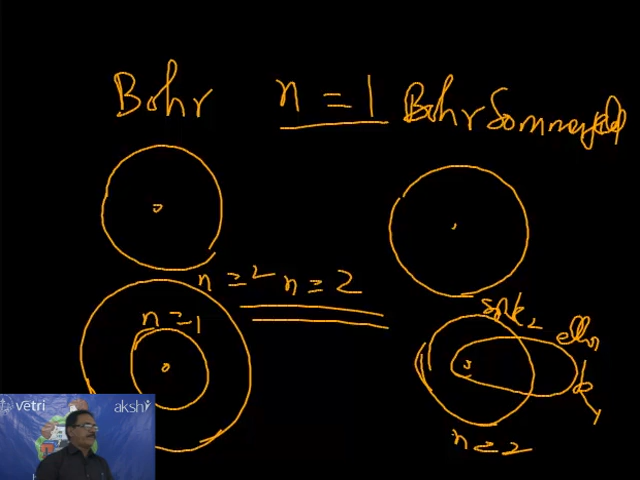 Bohr n = 1 Bohr Sommerfeld
n = 2 n = 2
n = 1
n = 2
vetri akshi